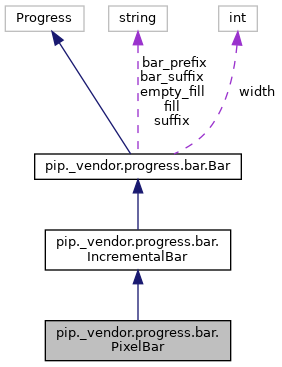 Progress
string
int
bar_prefix
bar_suffix
empty_fill
fill
suffix
width
pip._vendor.progress.bar.Bar
pip._vendor.progress.bar.
IncrementalBar
pip._vendor.progress.bar.
PixelBar